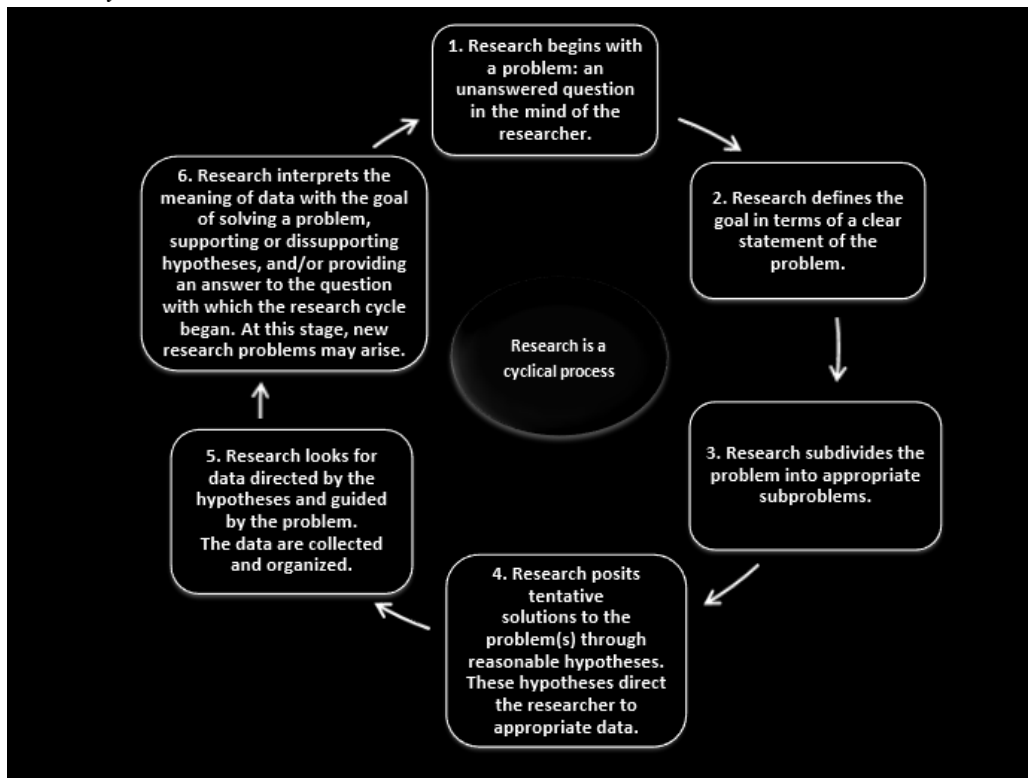 1. Research begins with
a problem: an
unanswered question
in the mind of the
researcher.
2. Research defines the
goal in terms of a clear
statement of the
problem.
3. Research subdivides the
problem into appropriate
subproblems.
4. Research posits
tentative
solutions to the
problem(s) through
reasonable hypotheses.
These hypotheses direct
the researcher to
appropriate data.
5. Research looks for
data directed by the
hypotheses and guided
by the problem.
The data are collected
and organized.
6. Research interprets the
meaning of data with the goal
of solving a problem,
supporting or dissupporting
hypotheses, and/or providing
an answer to the question
with which the research cycle
began. At this stage, new
research problems may arise.
Research is a
cyclical process